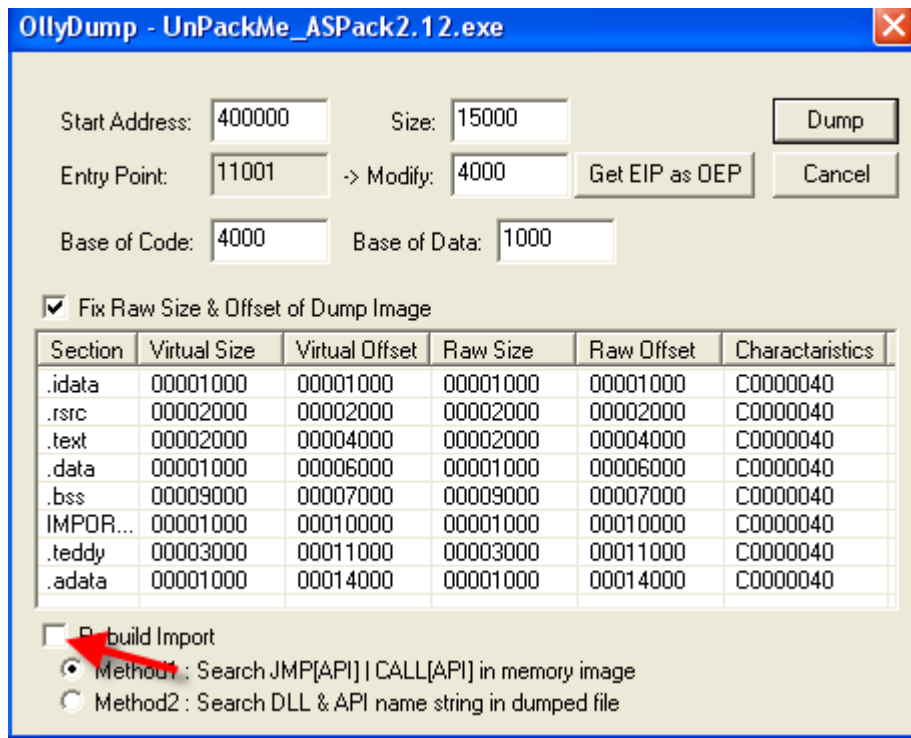 OllyDump - UnPackMe_ASPack2.12.exe
Start Address: 400000 Size: 15000 Dump
Entry Point: 11001 -> Modify: 4000 Get EIP as OEP Cancel
Base of Code: 4000 Base of Data: 1000
Fix Raw Size & Offset of Dump Image
Section Virtual Size Virtual Offset Raw Size Raw Offset Charactaristics
.idata 00001000 00001000 00001000 00001000 C0000040
.rsrc 00002000 00002000 00002000 00002000 C0000040
.text 00002000 00004000 00002000 00004000 C0000040
.data 00001000 00006000 00001000 00006000 C0000040
.bss 00009000 00007000 00009000 00007000 C0000040
IMPOR... 00001000 00010000 00001000 00010000 C0000040
.teddy 00003000 00011000 00003000 00011000 C0000040
.adata 00001000 00014000 00001000 00014000 C0000040
Rebuild Import
Method1 : Search JMP[API] | CALL[API] in memory image
Method2 : Search DLL & API name string in dumped file